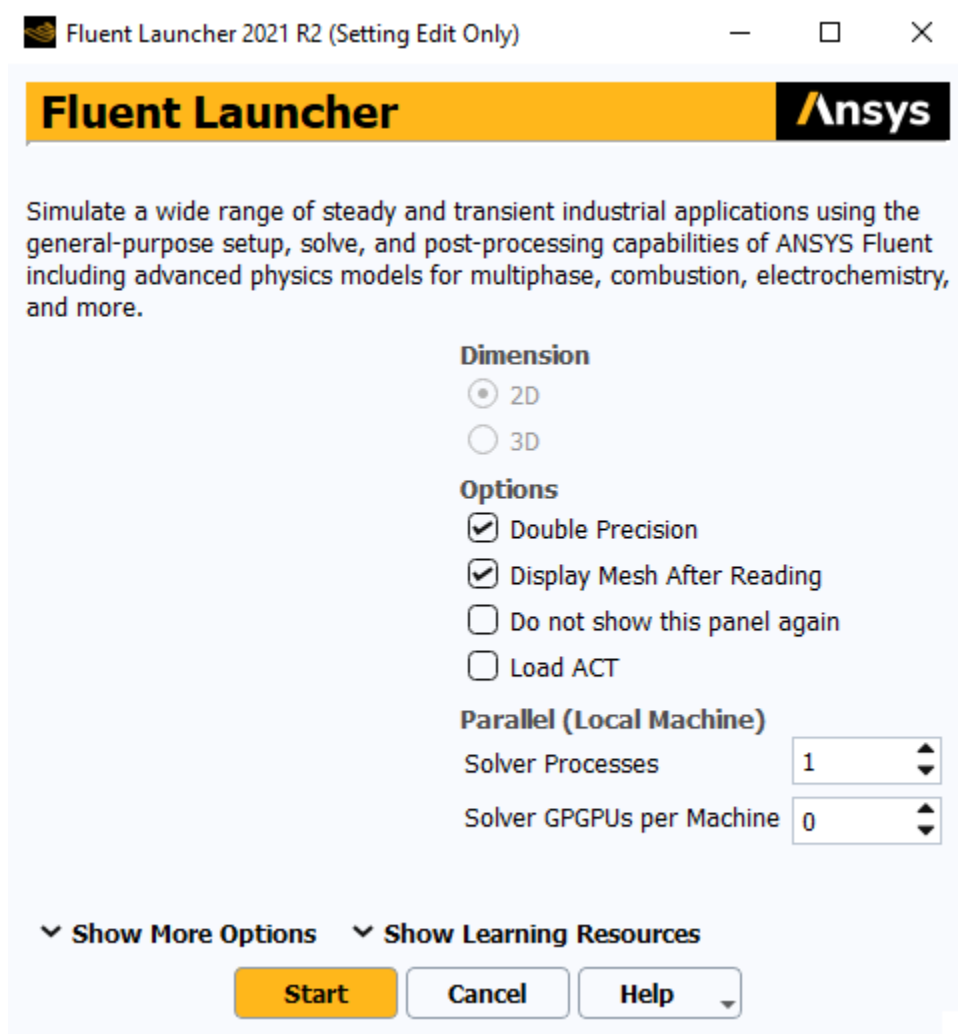 Fluent Launcher 2021 R2 (Setting Edit Only)
Fluent Launcher
Ansys
Simulate a wide range of steady and transient industrial applications using the
general-purpose setup, solve, and post-processing capabilities of ANSYS Fluent
including advanced physics models for multiphase, combustion, electrochemistry,
and more.
Dimension
2D
3D
Options
Double Precision
Display Mesh After Reading
Do not show this panel again
Load ACT
Parallel (Local Machine)
Solver Processes 1
Solver GPGPUs per Machine 0
Show More Options Show Learning Resources
Start Cancel Help